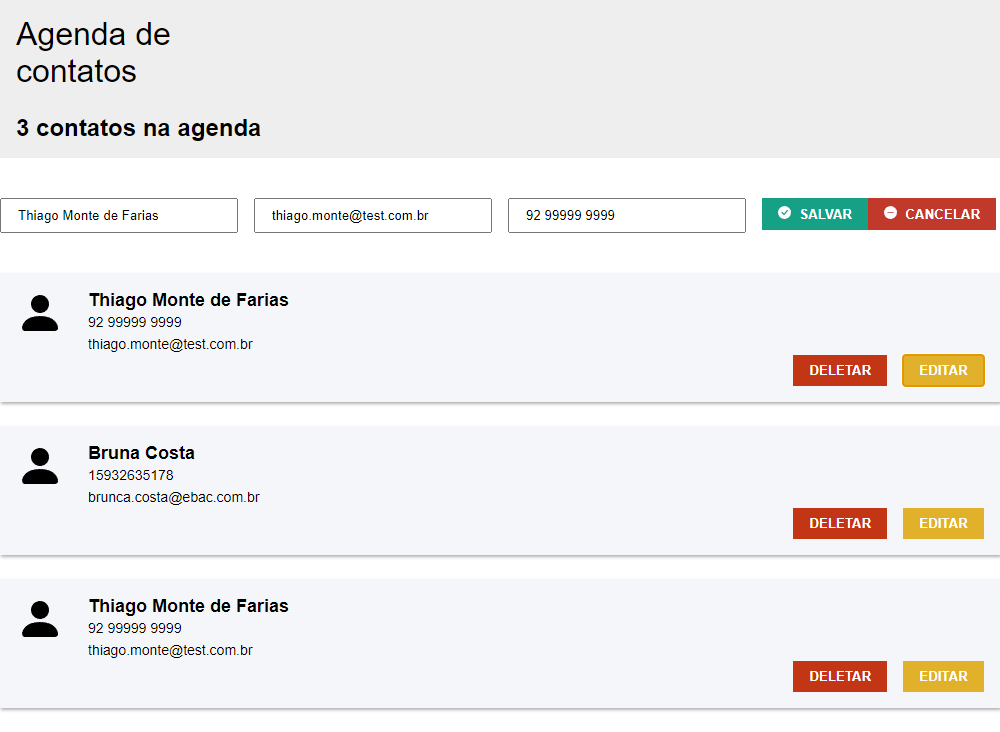 Agenda de
contatos
3 contatos na agenda
Thiago Monte de Farias thiago.monte@test.com.br 92 99999 9999 SALVAR CANCELAR
Thiago Monte de Farias
92 99999 9999
thiago.monte@test.com.br
DELETAR EDITAR
Bruna Costa
15932635178
brunca.costa@ebac.com.br
DELETAR EDITAR
Thiago Monte de Farias
92 99999 9999
thiago.monte@test.com.br
DELETAR EDITAR